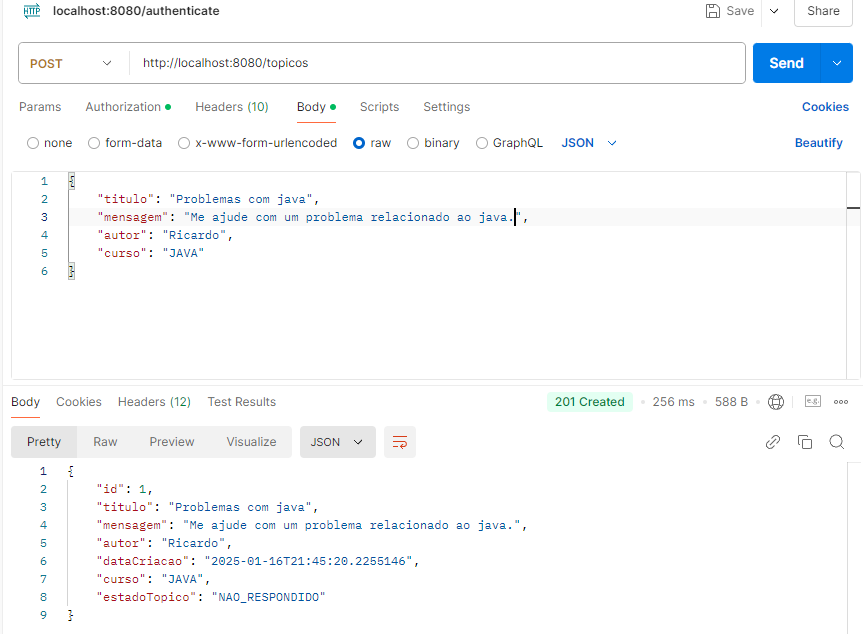 HTTP localhost:8080/authenticate Save Share
POST http://localhost:8080/topicos Send
Params Authorization Headers (10) Body Scripts Settings Cookies
none form-data x-www-form-urlencoded raw binary GraphQL JSON Beautify
1 {
2 "titulo": "Problemas com java",
3 "mensagem": "Me ajude com um problema relacionado ao java.",
4 "autor": "Ricardo",
5 "curso": "JAVA"
6 }
Body Cookies Headers (12) Test Results 201 Created 256 ms 588 B e.g.
Pretty Raw Preview Visualize JSON
1 {
2 "id": 1,
3 "titulo": "Problemas com java",
4 "mensagem": "Me ajude com um problema relacionado ao java.",
5 "autor": "Ricardo",
6 "dataCriacao": "2025-01-16T21:45:20.2255146",
7 "curso": "JAVA",
8 "estadoTopico": "NAO_RESPONDIDO"
9 }